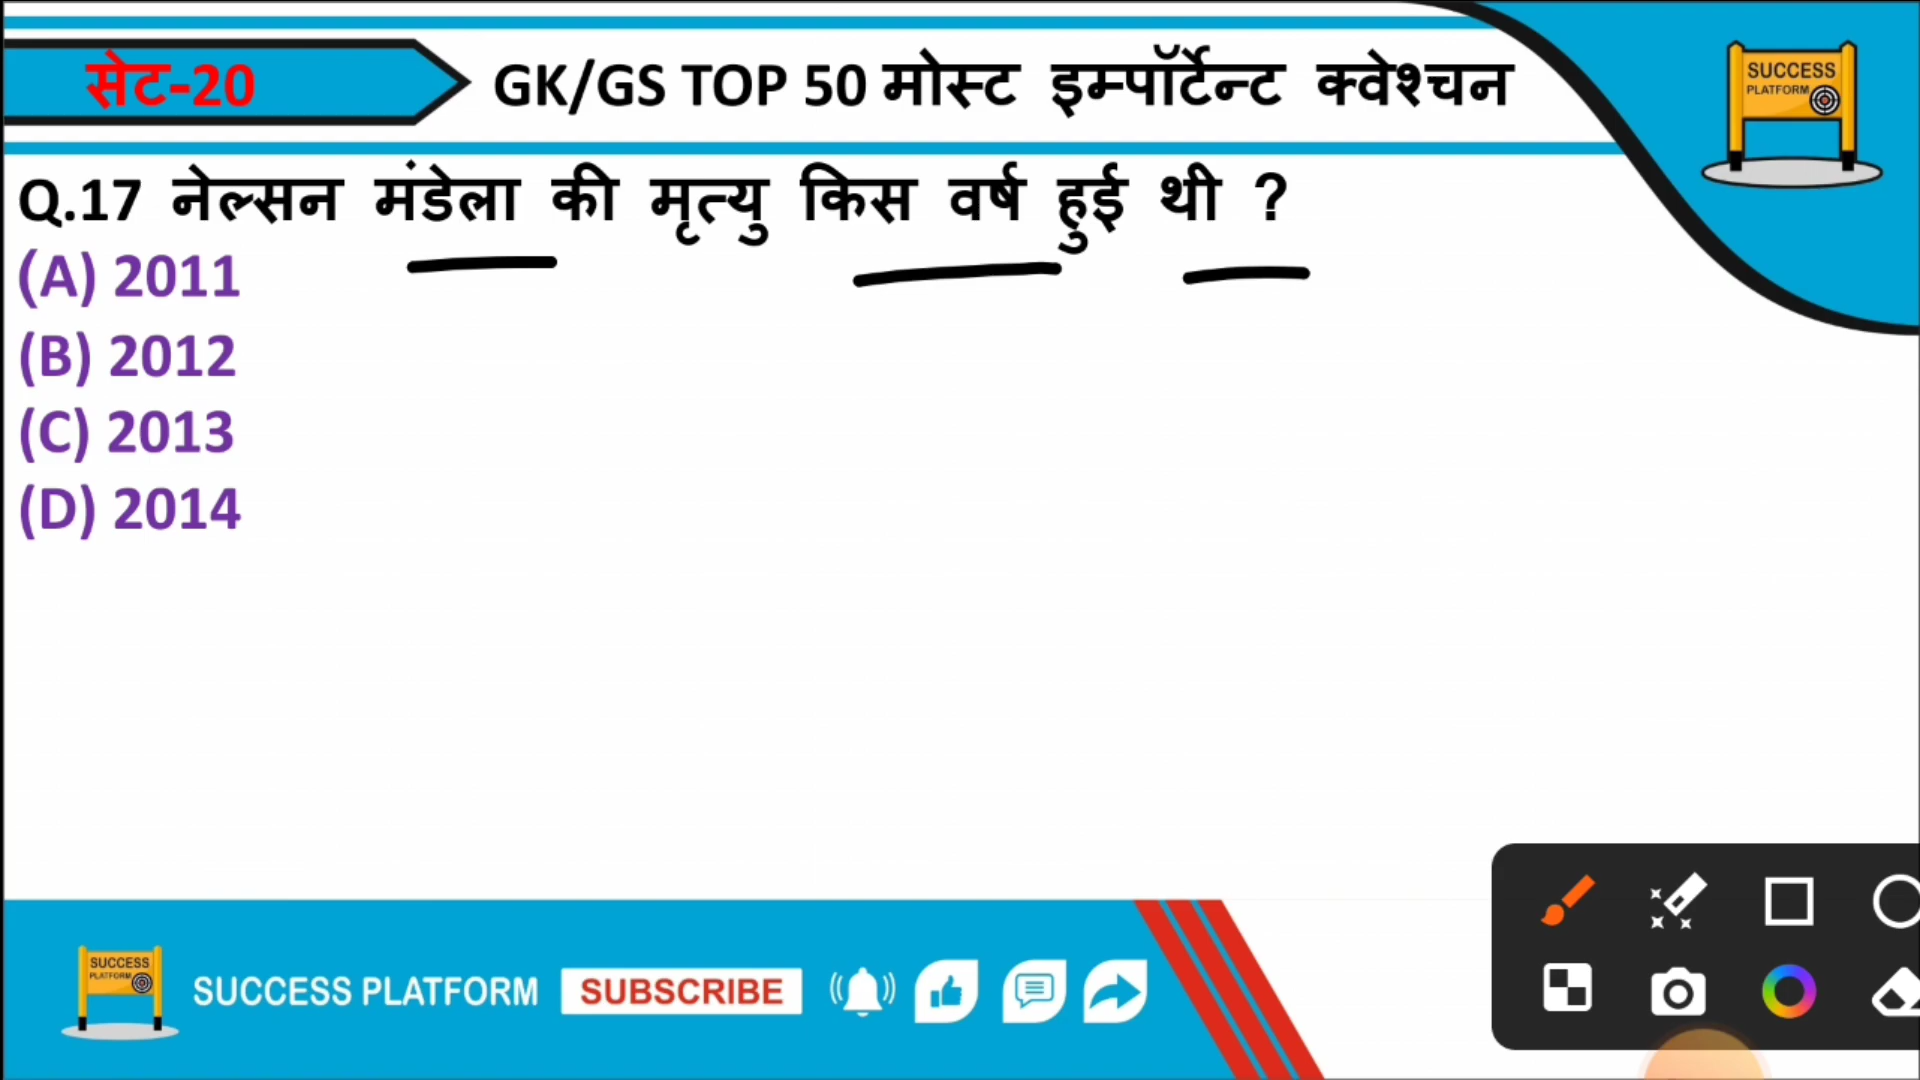 सेट-20
GK/GS TOP 50 मोस्ट इम्पॉर्टेन्ट क्वेश्चन
SUCCESS
PLATFORM
Q.17 नेल्सन मंडेला की मृत्यु किस वर्ष हुई थी ?
(A) 2011
(B) 2012
(C) 2013
(D) 2014
SUCCESS
PLATFORM
SUCCESS PLATFORM
SUBSCRIBE